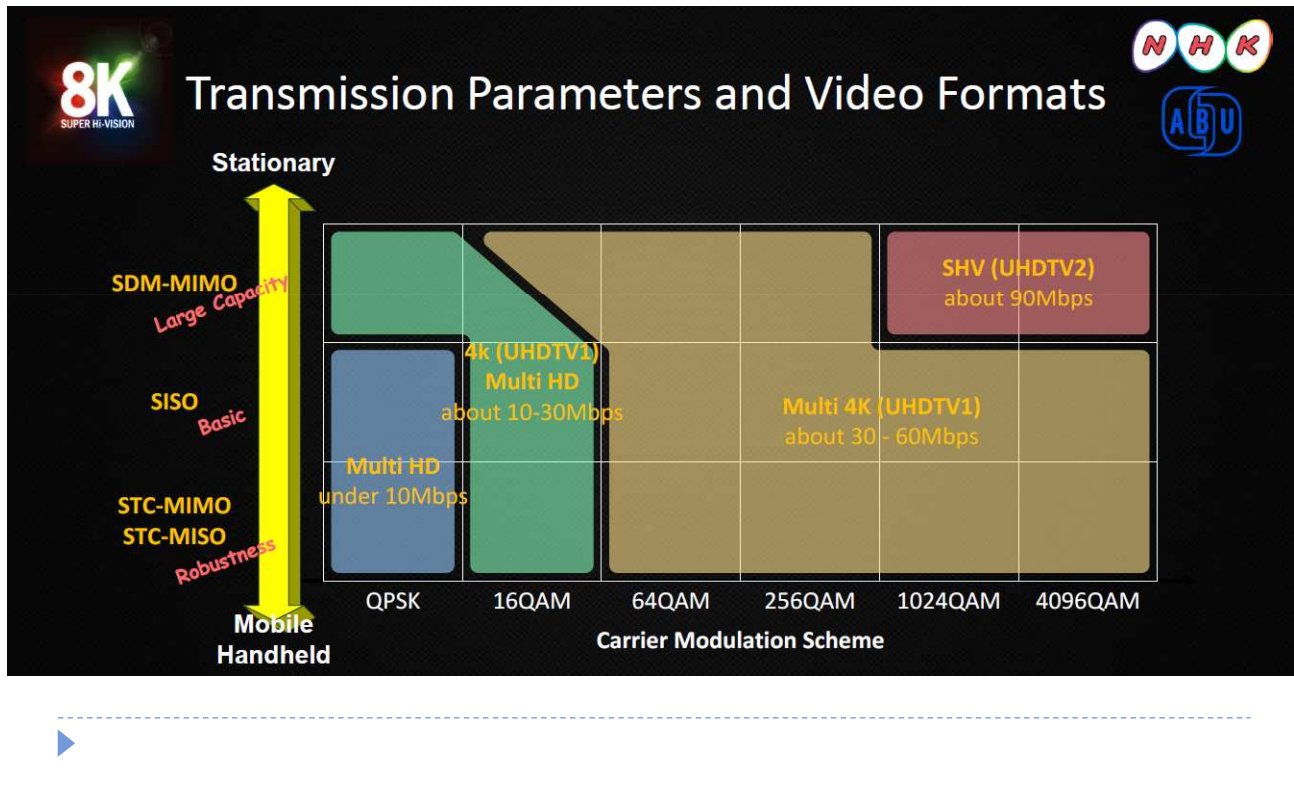 8K
SUPER Hi-VISION
Transmission Parameters and Video Formats
NHK
ABU
Stationary
SDM-MIMO
Large Capacity
SISO
Basic
STC-MIMO
STC-MISO
Robustness
Mobile
Handheld
SHV (UHDTV2)
about 90Mbps
4k (UHDTV1)
Multi HD
about 10-30Mbps
Multi 4K (UHDTV1)
about 30 - 60Mbps
Multi HD
under 10Mbps
QPSK
16QAM
64QAM
256QAM
1024QAM
4096QAM
Carrier Modulation Scheme